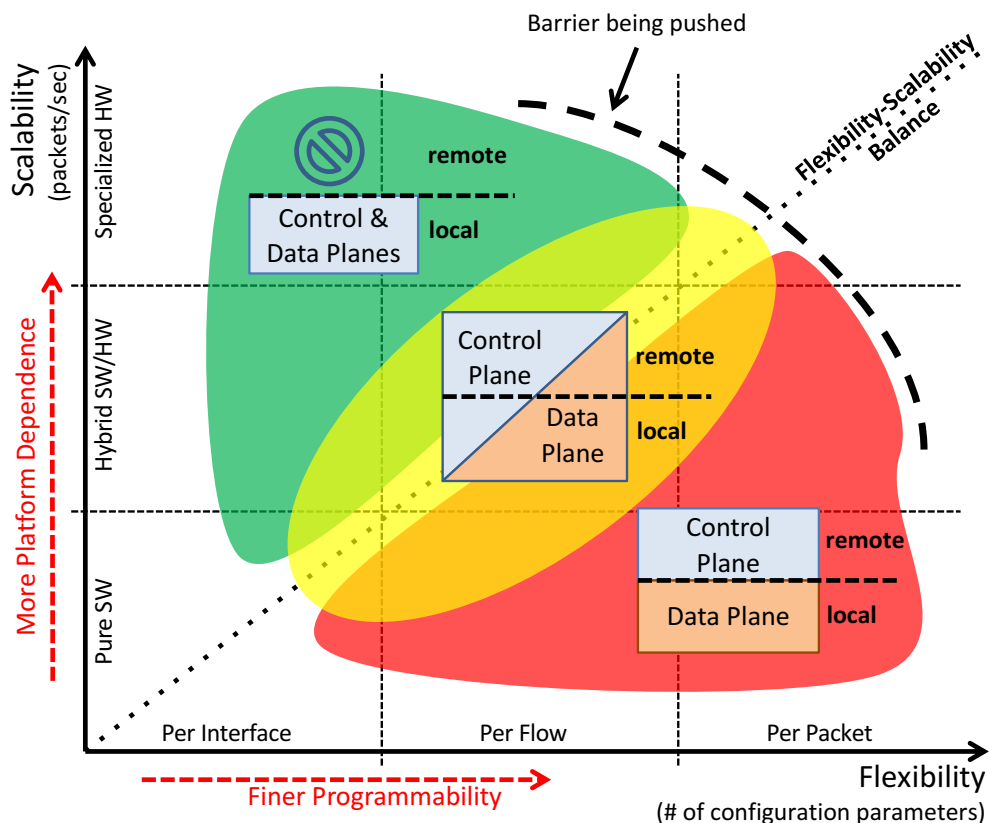 Barrier being pushed
Flexibility-Scalability
Balance
Scalability
(packets/sec)
Specialized HW
Hybrid SW/HW
Pure SW
More Platform Dependence
remote
Control &
Data Planes
local
Control
Plane
remote
Data
Plane
local
Control
Plane
remote
Data Plane
local
Per Interface
Per Flow
Per Packet
Finer Programmability
Flexibility
(# of configuration parameters)